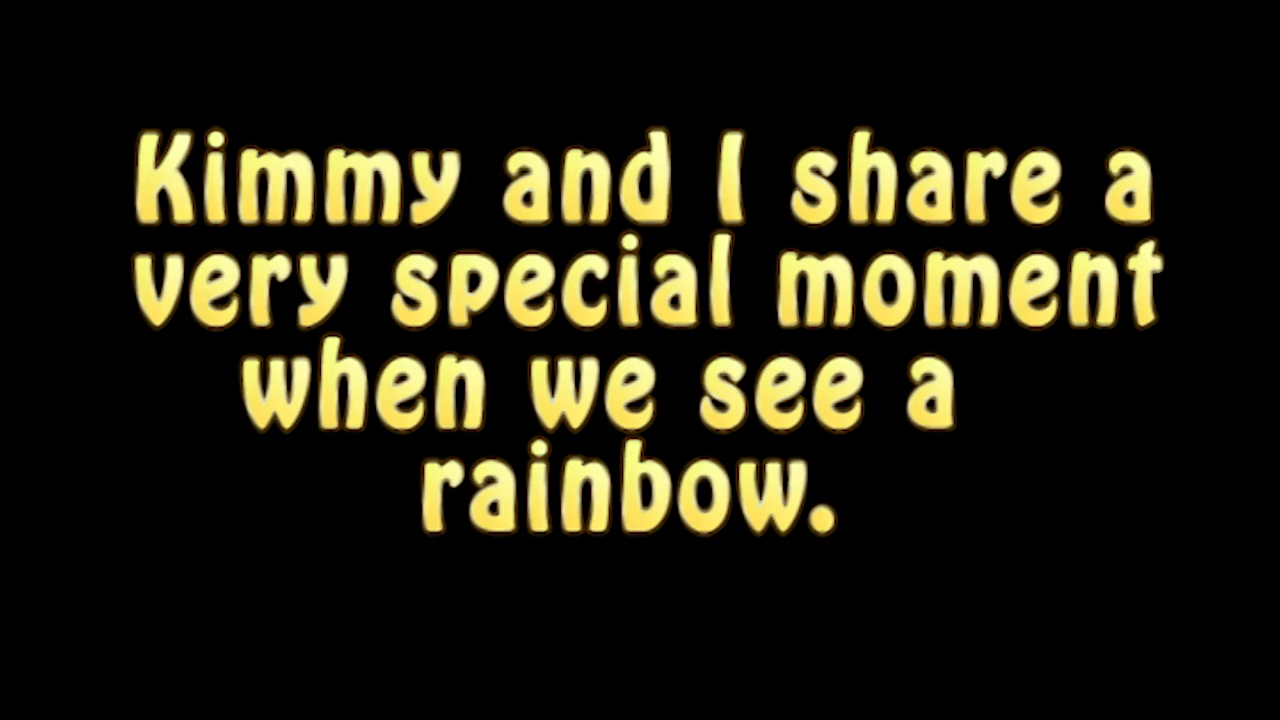 Kimmy and I share a
very special moment
when we see a
rainbow.